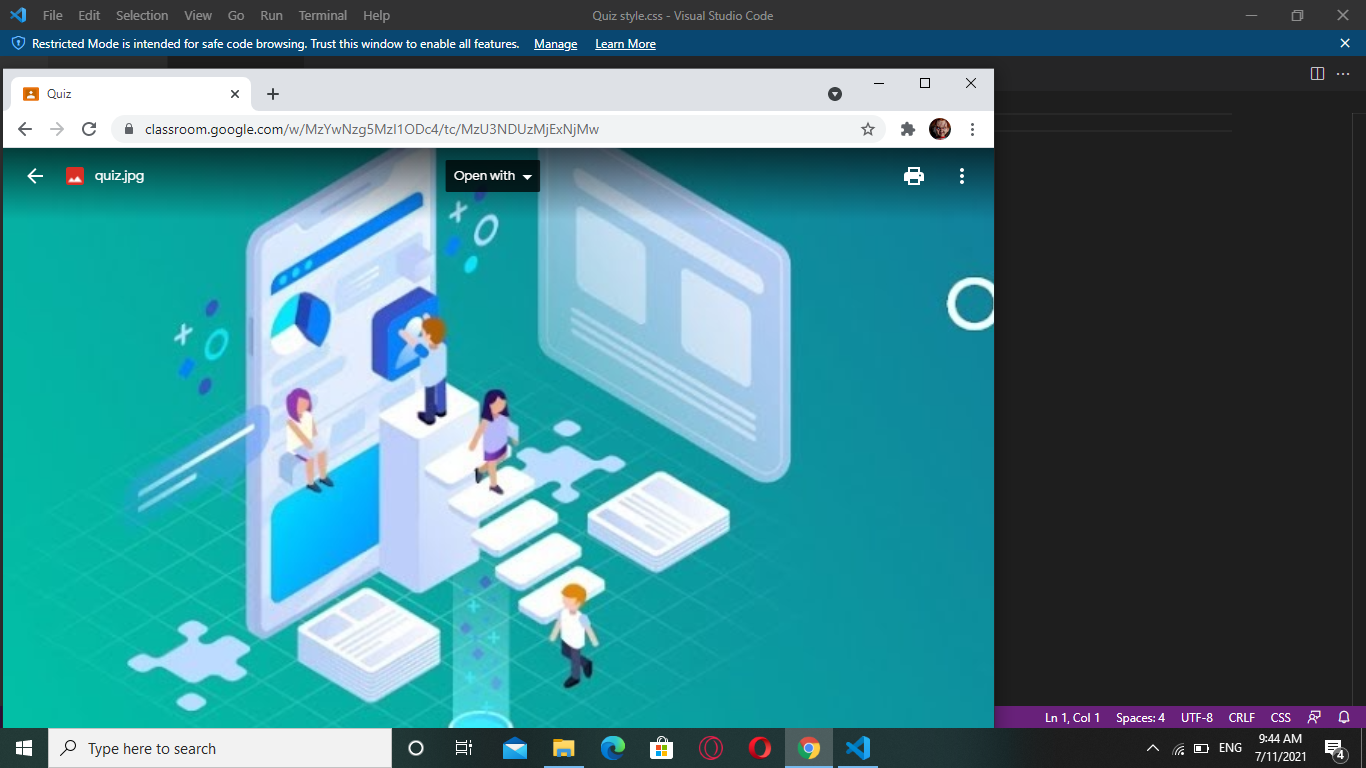 File Edit Selection View Go Run Terminal Help Quiz style.css - Visual Studio Code
Restricted Mode is intended for safe code browsing. Trust this window to enable all features. Manage Learn More
Quiz
classroom.google.com/w/MzYwNzg5MzI1ODc4/tc/MzU3NDUzMjExNjMw
quiz.jpg Open with
Ln 1, Col 1 Spaces: 4 UTF-8 CRLF CSS
Type here to search
ENG
9:44 AM
7/11/2021
4